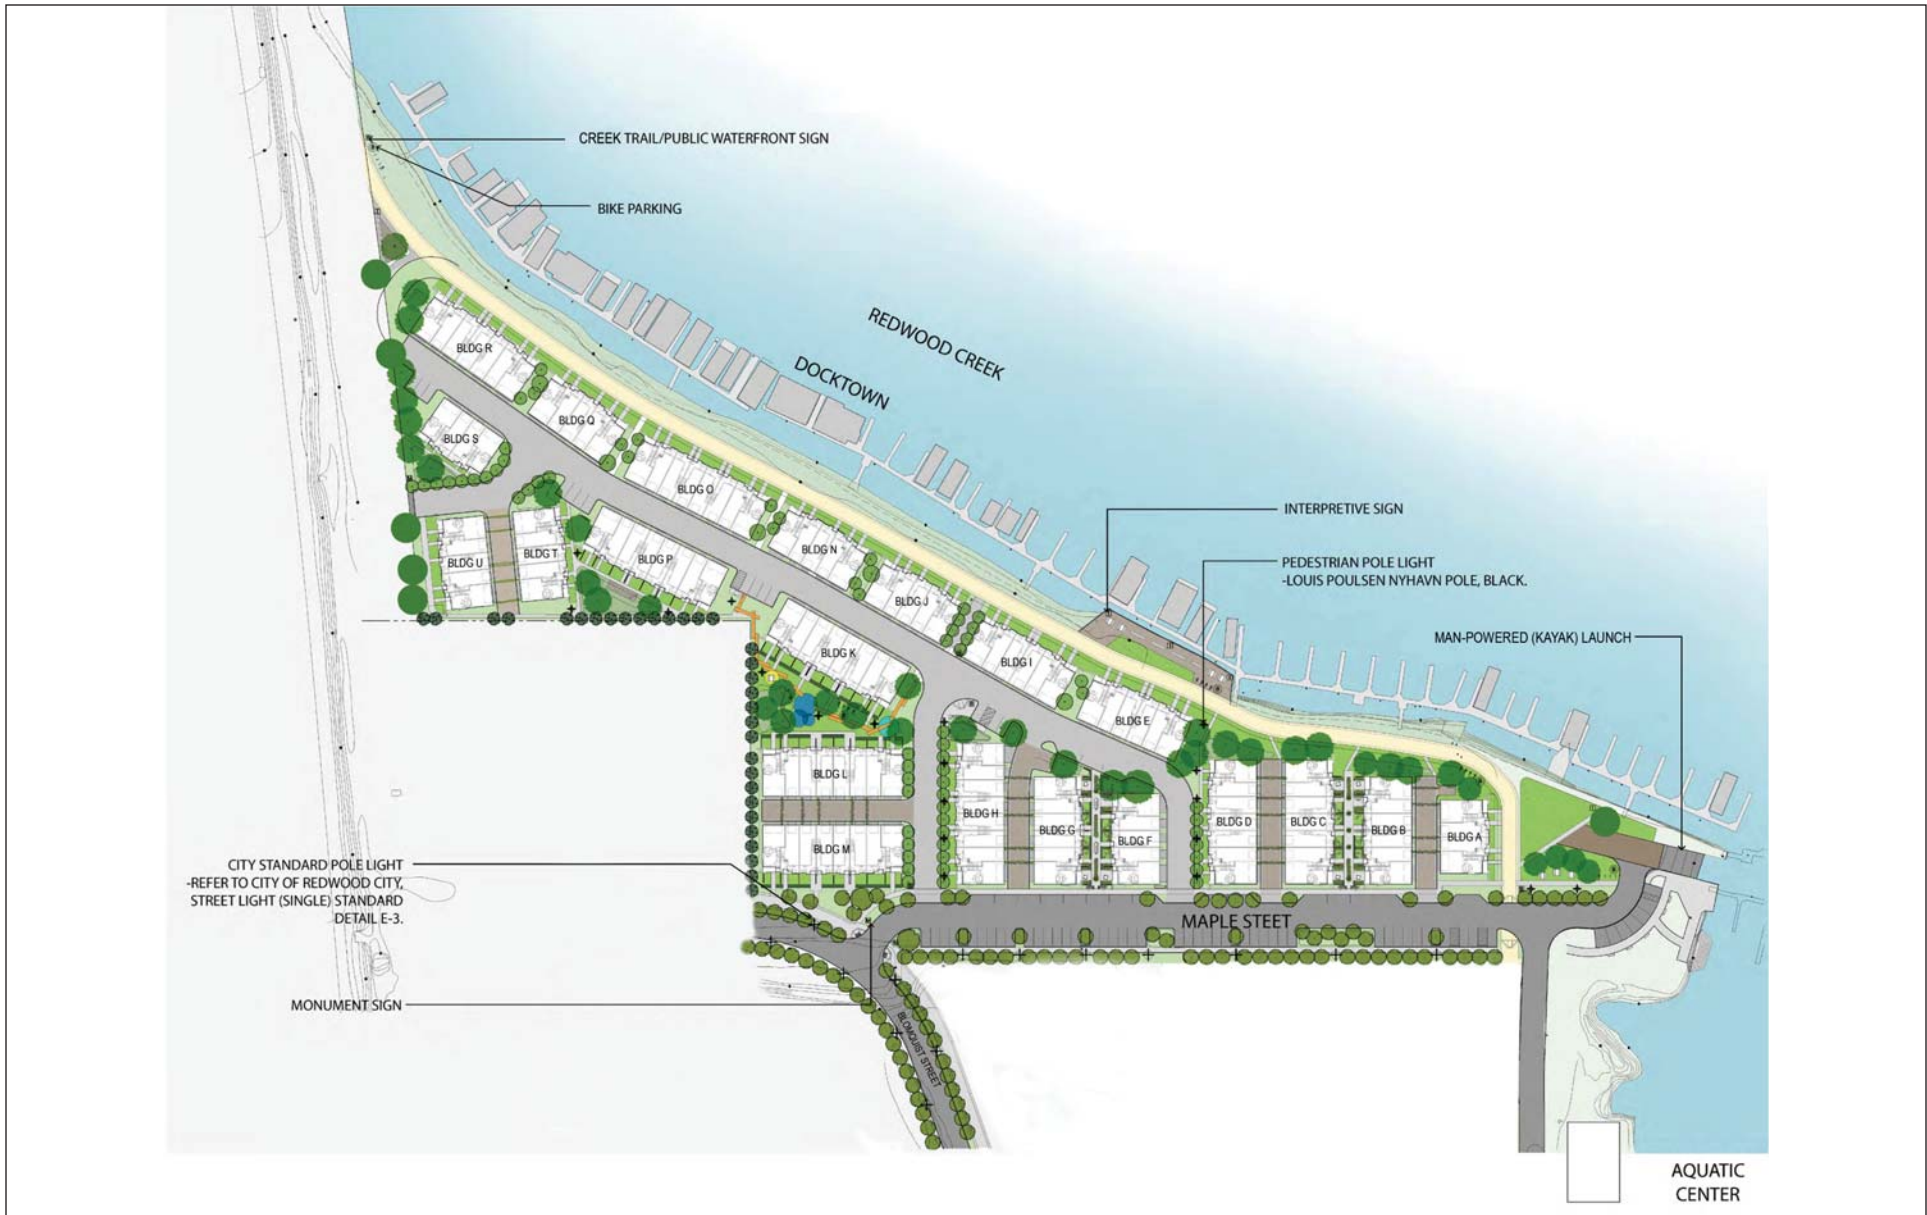 CREEK TRAIL/PUBLIC WATERFRONT SIGN
BIKE PARKING
REDWOOD CREEK
DOCKTOWN
BLDG R
BLDG Q
BLDG S
BLDG O
INTERPRETIVE SIGN
BLDG N
BLDG T
BLDG U
BLDG P
PEDESTRIAN POLE LIGHT
-LOUIS POULSEN NYHAVN POLE, BLACK.
BLDG J
MAN-POWERED (KAYAK) LAUNCH
BLDG K
BLDG I
BLDG E
BLDG L
BLDG H
BLDG G
BLDG F
BLDG D
BLDG C
BLDG B
BLDG A
BLDG M
CITY STANDARD POLE LIGHT
-REFER TO CITY OF REDWOOD CITY,
STREET LIGHT (SINGLE) STANDARD
DETAIL E-3.
MAPLE STEET
MONUMENT SIGN
BLOMQUIST STREET
AQUATIC
CENTER